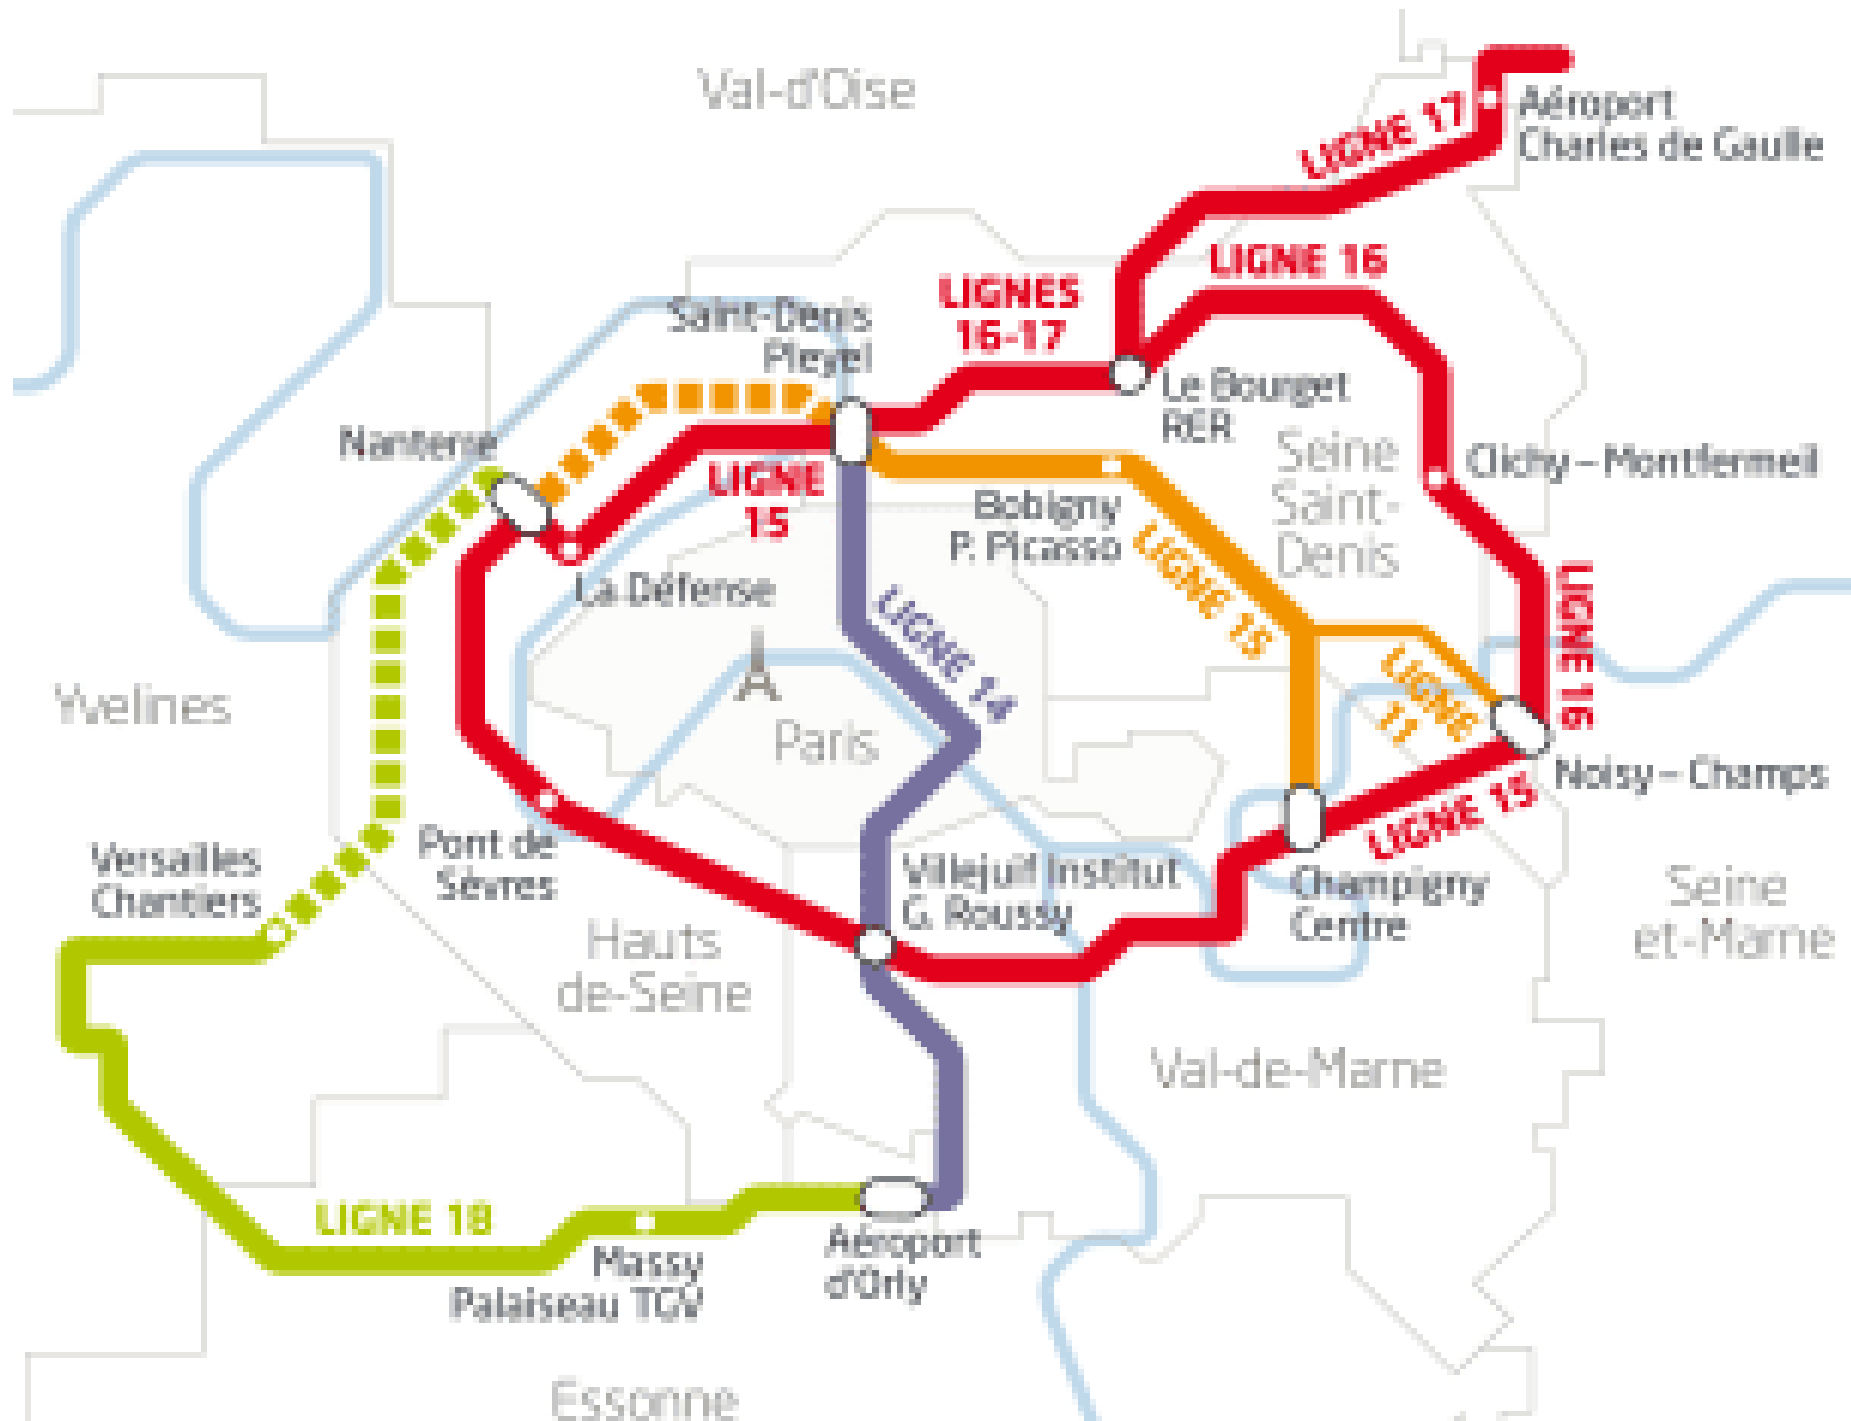 Val-d'Oise
LIGNE 17
Aéroport
Charles de Gaulle
LIGNE 16
LIGNES
16-17
Saint-Denis
Pleyel
Le Bourget
RER
Nanterre
LIGNE
15
Seine
Saint-
Denis
Clichy – Montfermeil
Bobigny
P. Picasso
LIGNE 15
La Défense
LIGNE 14
LIGNE 16
LIGNE
11
Yvelines
Paris
Noisy – Champs
LIGNE 15
Versailles
Chantiers
Pont de
Sèvres
Villejuif Institut
G. Roussy
Champigny
Centre
Seine
et-Marne
Hauts
de-Seine
Val-de-Marne
LIGNE 18
Massy
Palaiseau TGV
Aéroport
d'Orly
Essonne